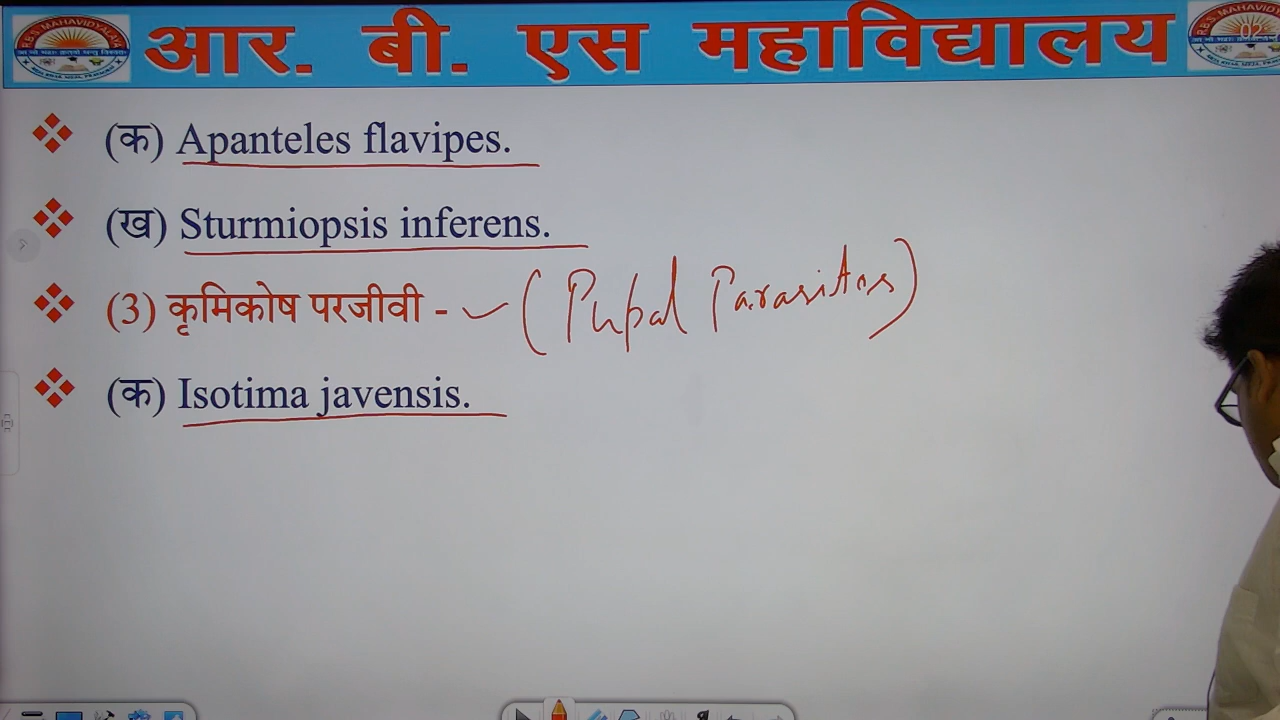 आर. बी. एस महाविद्यालय
(क) Apanteles flavipes.
(ख) Sturmiopsis inferens.
(3) कृमिकोष परजीवी - (Pupal Parasites)
(क) Isotima javensis.